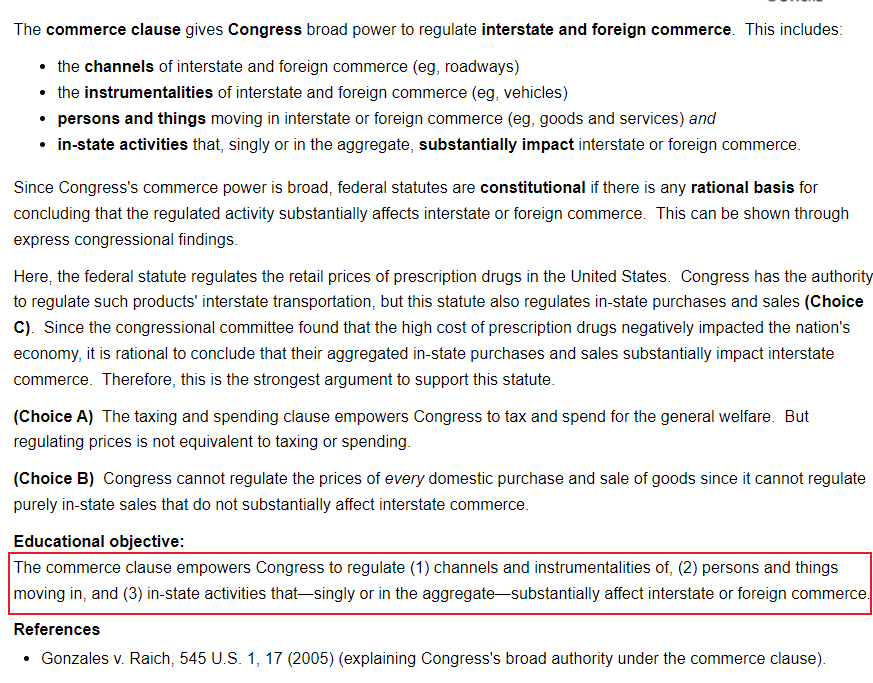 The commerce clause gives Congress broad power to regulate interstate and foreign commerce.  This includes:
• the channels of interstate and foreign commerce (eg, roadways)
• the instrumentalities of interstate and foreign commerce (eg, vehicles)
• persons and things moving in interstate or foreign commerce (eg, goods and services) and
• in-state activities that, singly or in the aggregate, substantially impact interstate or foreign commerce.
Since Congress's commerce power is broad, federal statutes are constitutional if there is any rational basis for
concluding that the regulated activity substantially affects interstate or foreign commerce.  This can be shown through
express congressional findings.
Here, the federal statute regulates the retail prices of prescription drugs in the United States.  Congress has the authority
to regulate such products' interstate transportation, but this statute also regulates in-state purchases and sales (Choice
C).  Since the congressional committee found that the high cost of prescription drugs negatively impacted the nation's
economy, it is rational to conclude that their aggregated in-state purchases and sales substantially impact interstate
commerce.  Therefore, this is the strongest argument to support this statute.
(Choice A)  The taxing and spending clause empowers Congress to tax and spend for the general welfare.  But
regulating prices is not equivalent to taxing or spending.
(Choice B)  Congress cannot regulate the prices of every domestic purchase and sale of goods since it cannot regulate
purely in-state sales that do not substantially affect interstate commerce.
Educational objective:
The commerce clause empowers Congress to regulate (1) channels and instrumentalities of, (2) persons and things
moving in, and (3) in-state activities that—singly or in the aggregate—substantially affect interstate or foreign commerce.
References
• Gonzales v. Raich, 545 U.S. 1, 17 (2005) (explaining Congress's broad authority under the commerce clause).